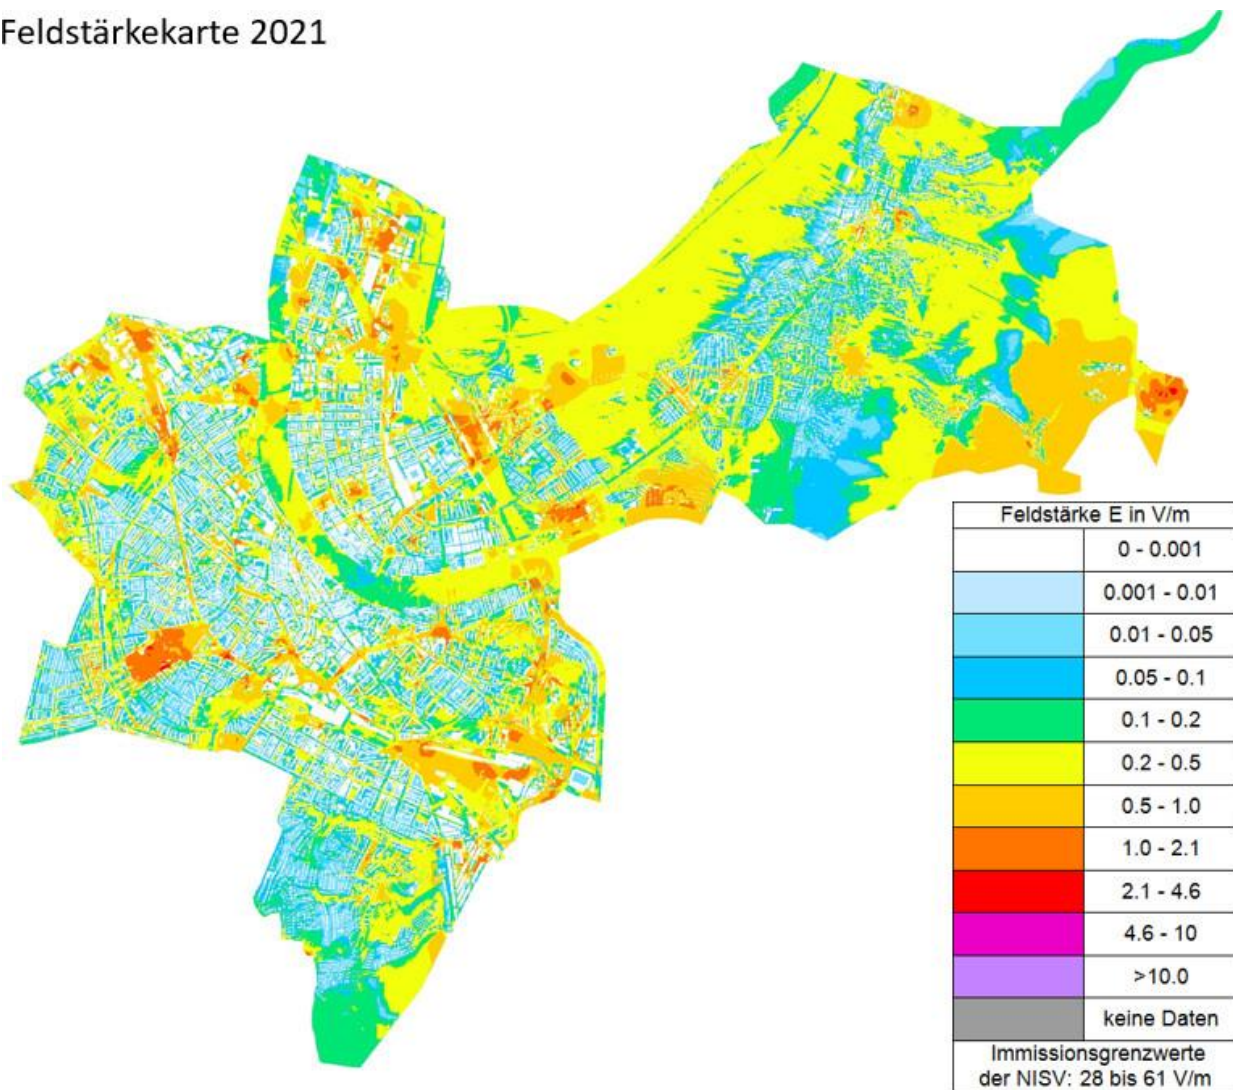 Feldstärkekarte 2021
Feldstärke E in V/m
0 - 0.001
0.001 - 0.01
0.01 - 0.05
0.05 - 0.1
0.1 - 0.2
0.2 - 0.5
0.5 - 1.0
1.0 - 2.1
2.1 - 4.6
4.6 - 10
>10.0
keine Daten
Immissionsgrenzwerte
der NISV: 28 bis 61 V/m